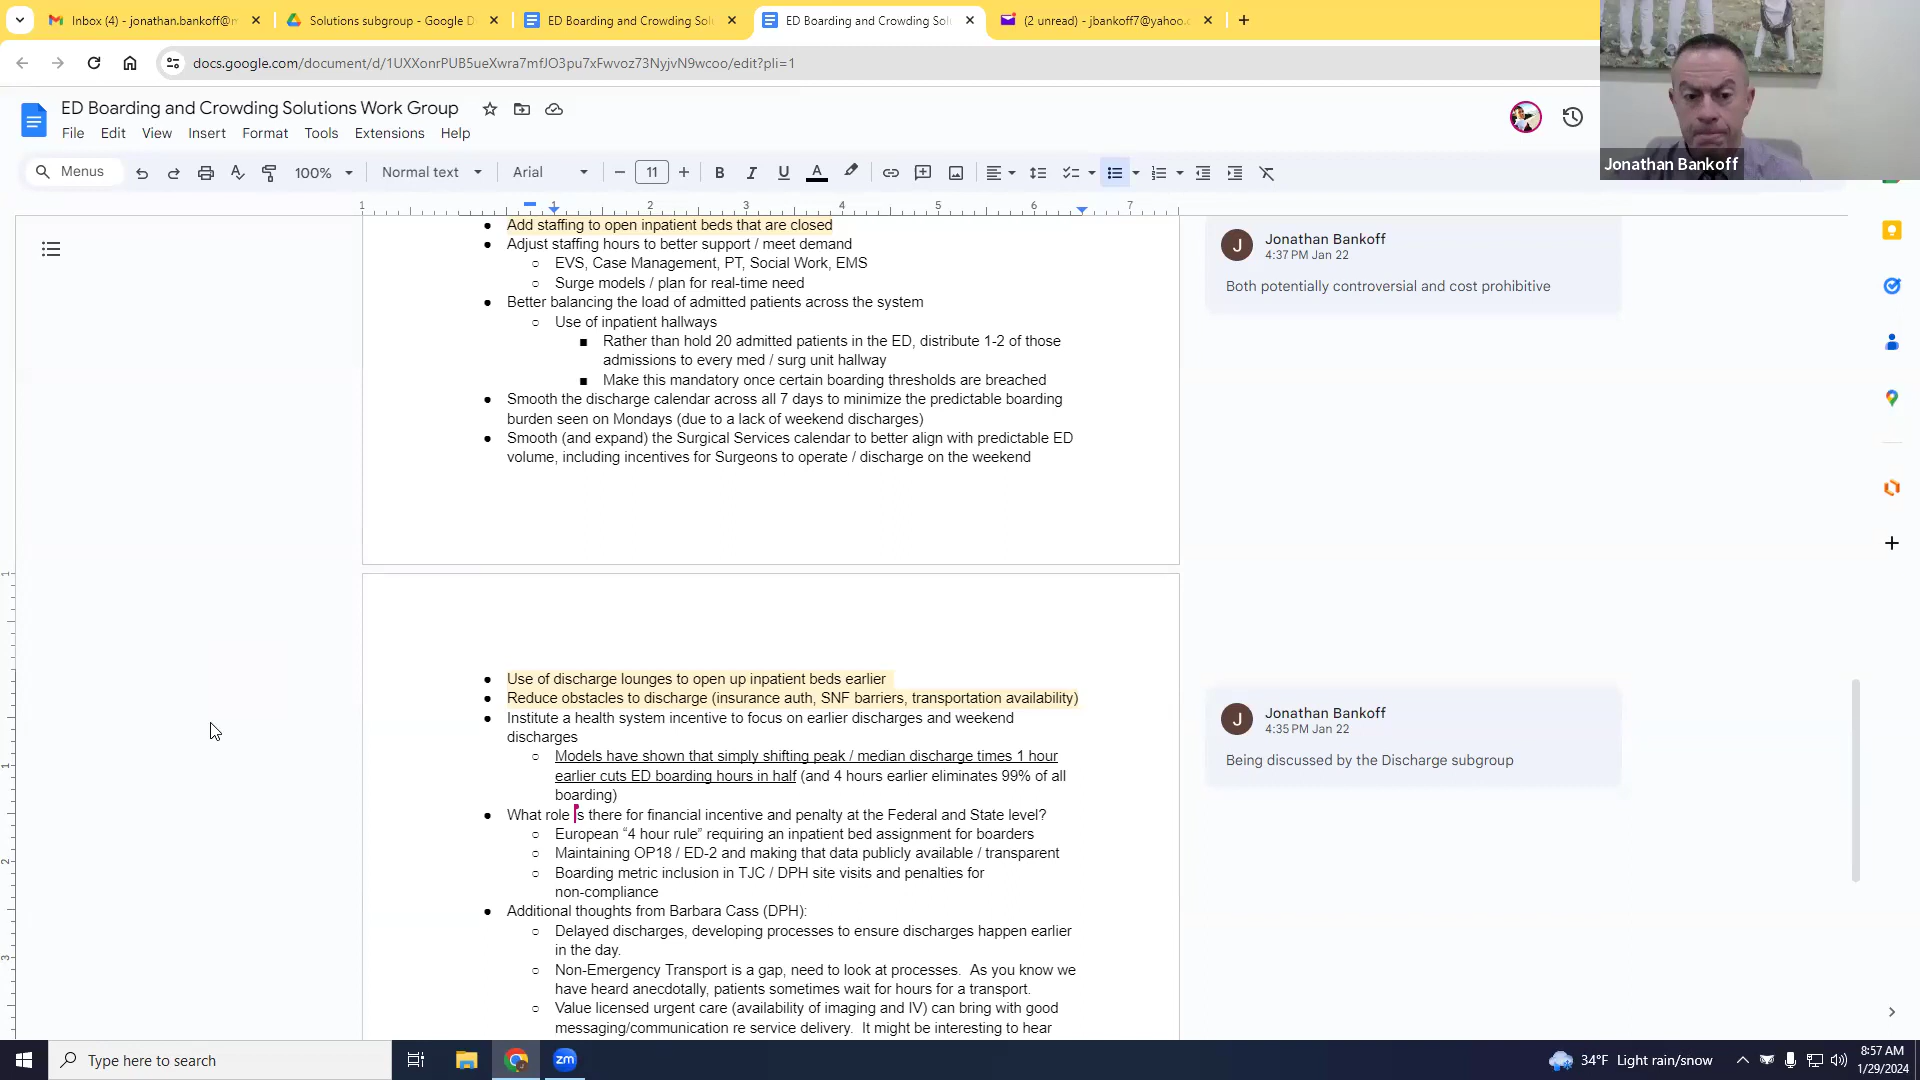 Inbox (4) - jonathan.bankoff@m
Solutions subgroup - Google D
ED Boarding and Crowding Solu
ED Boarding and Crowding Solu
(2 unread) - jbankoff7@yahoo.c
docs.google.com/document/d/1UXXonrPUB5ueXwra7mfJO3pu7xFwvoz73NyjvN9wcoo/edit?pli=1
ED Boarding and Crowding Solutions Work Group
File Edit View Insert Format Tools Extensions Help
Jonathan Bankoff
Menus 100% Normal text Arial 11 B I U A
1 1 2 3 4 5 6 7
● Add staffing to open inpatient beds that are closed
● Adjust staffing hours to better support / meet demand
○ EVS, Case Management, PT, Social Work, EMS
○ Surge models / plan for real-time need
● Better balancing the load of admitted patients across the system
○ Use of inpatient hallways
■ Rather than hold 20 admitted patients in the ED, distribute 1-2 of those
admissions to every med / surg unit hallway
■ Make this mandatory once certain boarding thresholds are breached
● Smooth the discharge calendar across all 7 days to minimize the predictable boarding
burden seen on Mondays (due to a lack of weekend discharges)
● Smooth (and expand) the Surgical Services calendar to better align with predictable ED
volume, including incentives for Surgeons to operate / discharge on the weekend
J Jonathan Bankoff
4:37 PM Jan 22
Both potentially controversial and cost prohibitive
● Use of discharge lounges to open up inpatient beds earlier
● Reduce obstacles to discharge (insurance auth, SNF barriers, transportation availability)
● Institute a health system incentive to focus on earlier discharges and weekend
discharges
○ Models have shown that simply shifting peak / median discharge times 1 hour
earlier cuts ED boarding hours in half (and 4 hours earlier eliminates 99% of all
boarding)
● What role is there for financial incentive and penalty at the Federal and State level?
○ European “4 hour rule” requiring an inpatient bed assignment for boarders
○ Maintaining OP18 / ED-2 and making that data publicly available / transparent
○ Boarding metric inclusion in TJC / DPH site visits and penalties for
non-compliance
● Additional thoughts from Barbara Cass (DPH):
○ Delayed discharges, developing processes to ensure discharges happen earlier
in the day.
○ Non-Emergency Transport is a gap, need to look at processes.  As you know we
have heard anecdotally, patients sometimes wait for hours for a transport.
○ Value licensed urgent care (availability of imaging and IV) can bring with good
messaging/communication re service delivery.  It might be interesting to hear
J Jonathan Bankoff
4:35 PM Jan 22
Being discussed by the Discharge subgroup
1
1
2
3
Type here to search
zm
34°F Light rain/snow
8:57 AM
1/29/2024